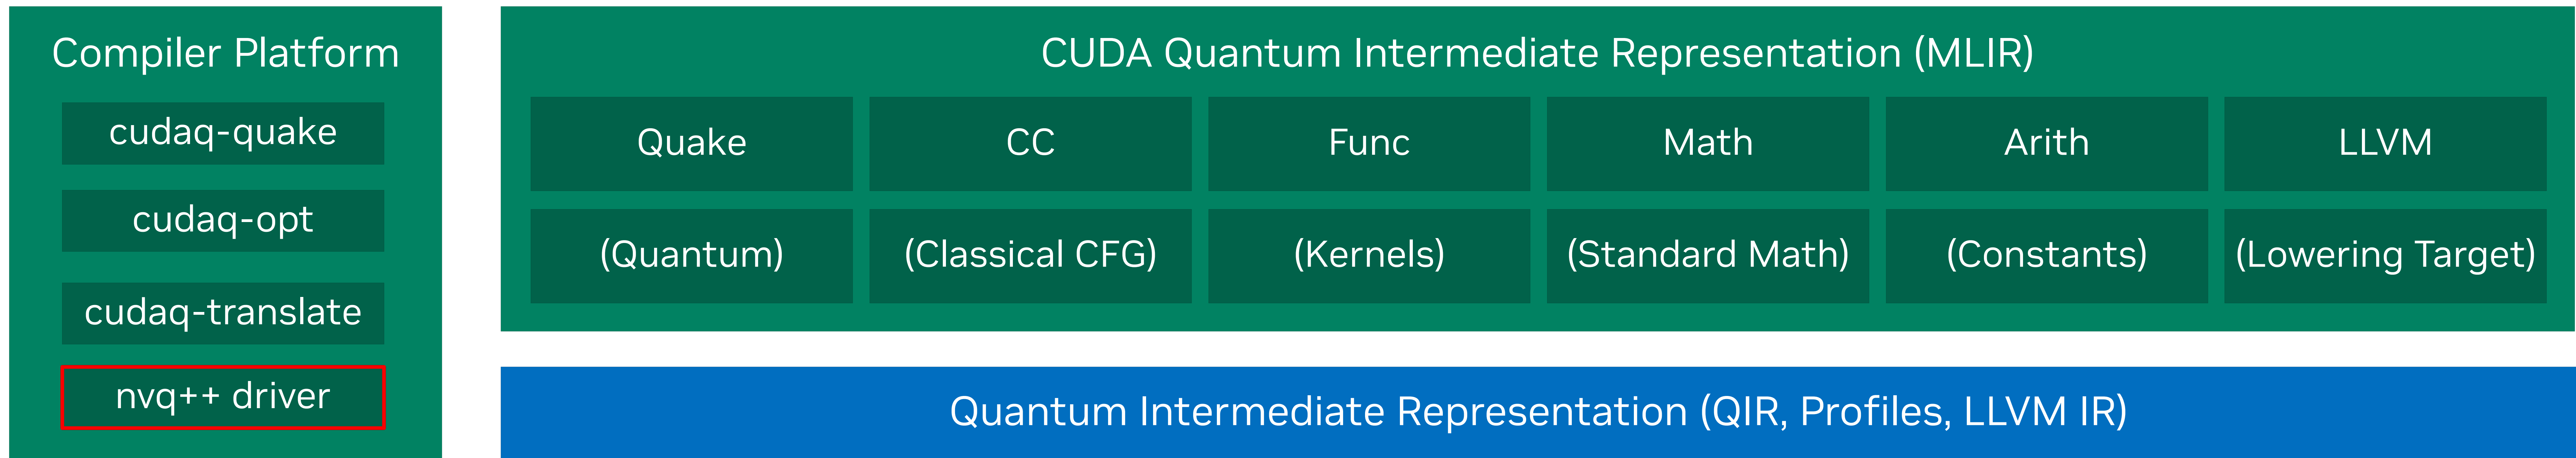 Compiler Platform
cudaq-quake
cudaq-opt
cudaq-translate
nvq++ driver
CUDA Quantum Intermediate Representation (MLIR)
Quake
CC
Func
Math
Arith
LLVM
(Quantum)
(Classical CFG)
(Kernels)
(Standard Math)
(Constants)
(Lowering Target)
Quantum Intermediate Representation (QIR, Profiles, LLVM IR)